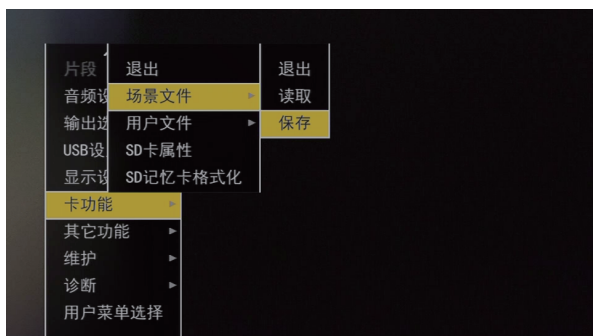 片段
音频设
输出选
USB设
显示设
卡功能
其它功能
维护
诊断
用户菜单选择
退出
场景文件
用户文件
SD卡属性
SD记忆卡格式化
退出
读取
保存